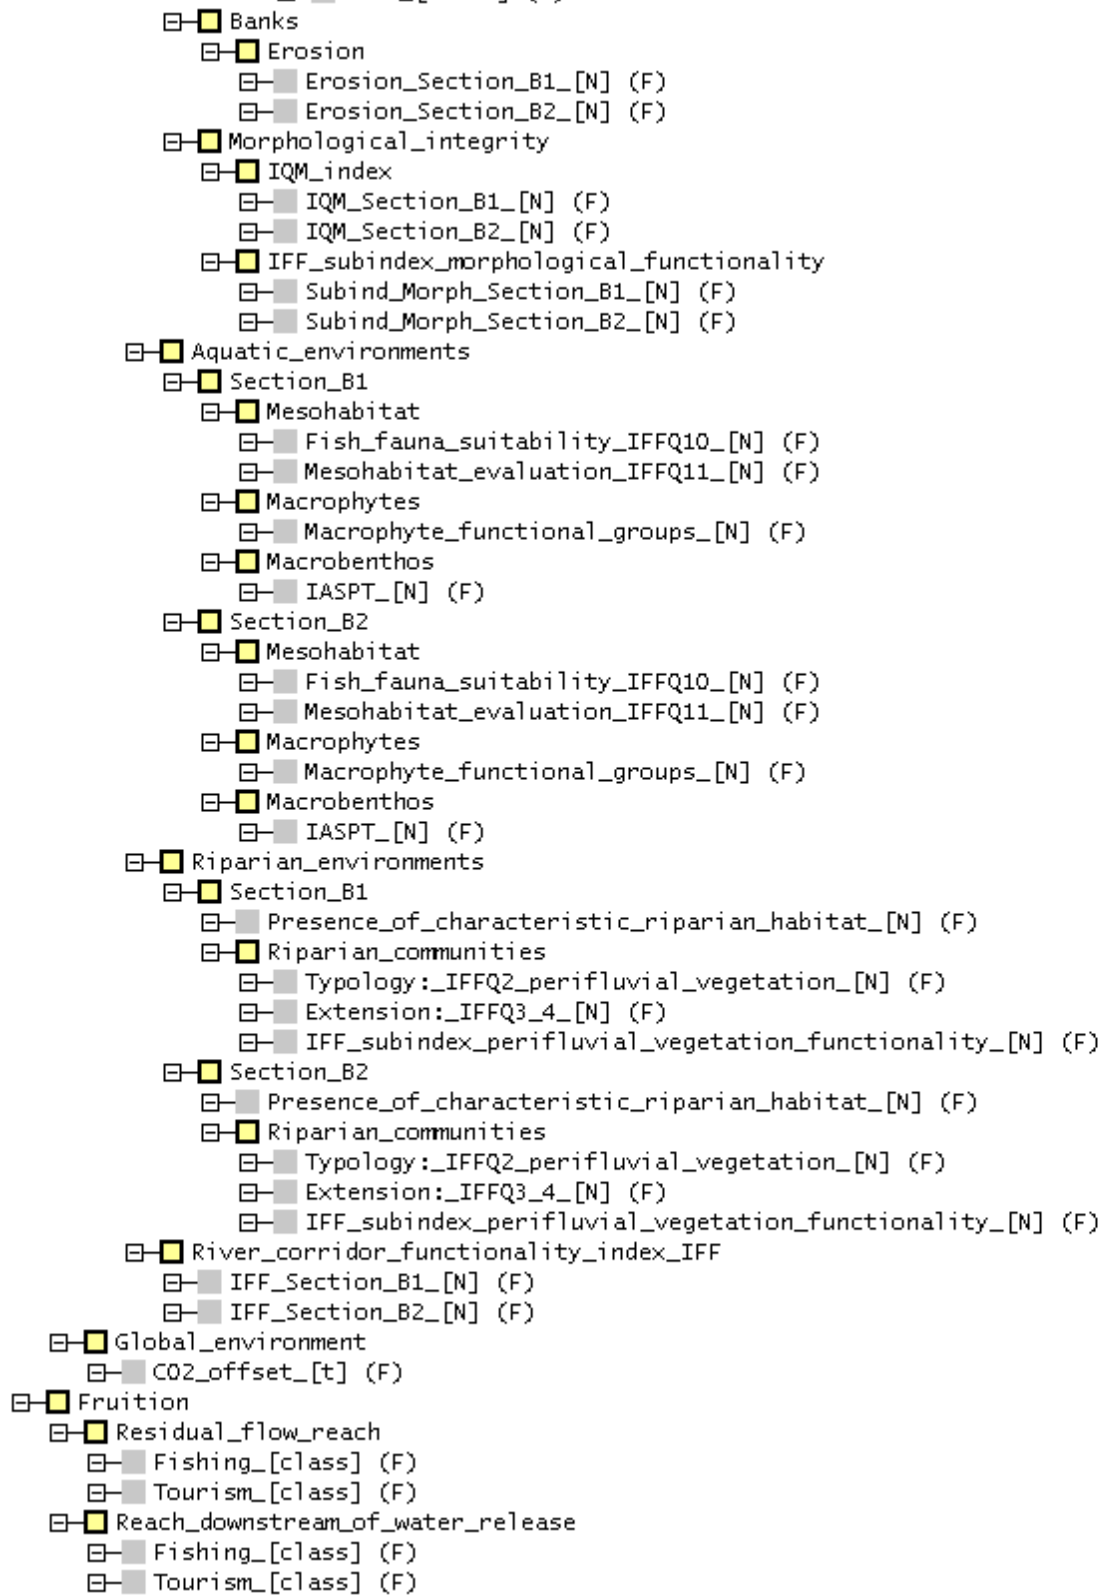 Banks
Erosion
Erosion_Section_B1_[N] (F)
Erosion_Section_B2_[N] (F)
Morphological_integrity
IQM_index
IQM_Section_B1_[N] (F)
IQM_Section_B2_[N] (F)
IFF_subindex_morphological_functionality
Subind_Morph_Section_B1_[N] (F)
Subind_Morph_Section_B2_[N] (F)
Aquatic_environments
Section_B1
Mesohabitat
Fish_fauna_suitability_IFFQ10_[N] (F)
Mesohabitat_evaluation_IFFQ11_[N] (F)
Macrophytes
Macrophyte_functional_groups_[N] (F)
Macrobenthos
IASPT_[N] (F)
Section_B2
Mesohabitat
Fish_fauna_suitability_IFFQ10_[N] (F)
Mesohabitat_evaluation_IFFQ11_[N] (F)
Macrophytes
Macrophyte_functional_groups_[N] (F)
Macrobenthos
IASPT_[N] (F)
Riparian_environments
Section_B1
Presence_of_characteristic_riparian_habitat_[N] (F)
Riparian_communities
Typology:_IFFQ2_perifluvial_vegetation_[N] (F)
Extension:_IFFQ3_4_[N] (F)
IFF_subindex_perifluvial_vegetation_functionality_[N] (F)
Section_B2
Presence_of_characteristic_riparian_habitat_[N] (F)
Riparian_communities
Typology:_IFFQ2_perifluvial_vegetation_[N] (F)
Extension:_IFFQ3_4_[N] (F)
IFF_subindex_perifluvial_vegetation_functionality_[N] (F)
River_corridor_functionality_index_IFF
IFF_Section_B1_[N] (F)
IFF_Section_B2_[N] (F)
Global_environment
CO2_offset_[t] (F)
Fruition
Residual_flow_reach
Fishing_[class] (F)
Tourism_[class] (F)
Reach_downstream_of_water_release
Fishing_[class] (F)
Tourism_[class] (F)